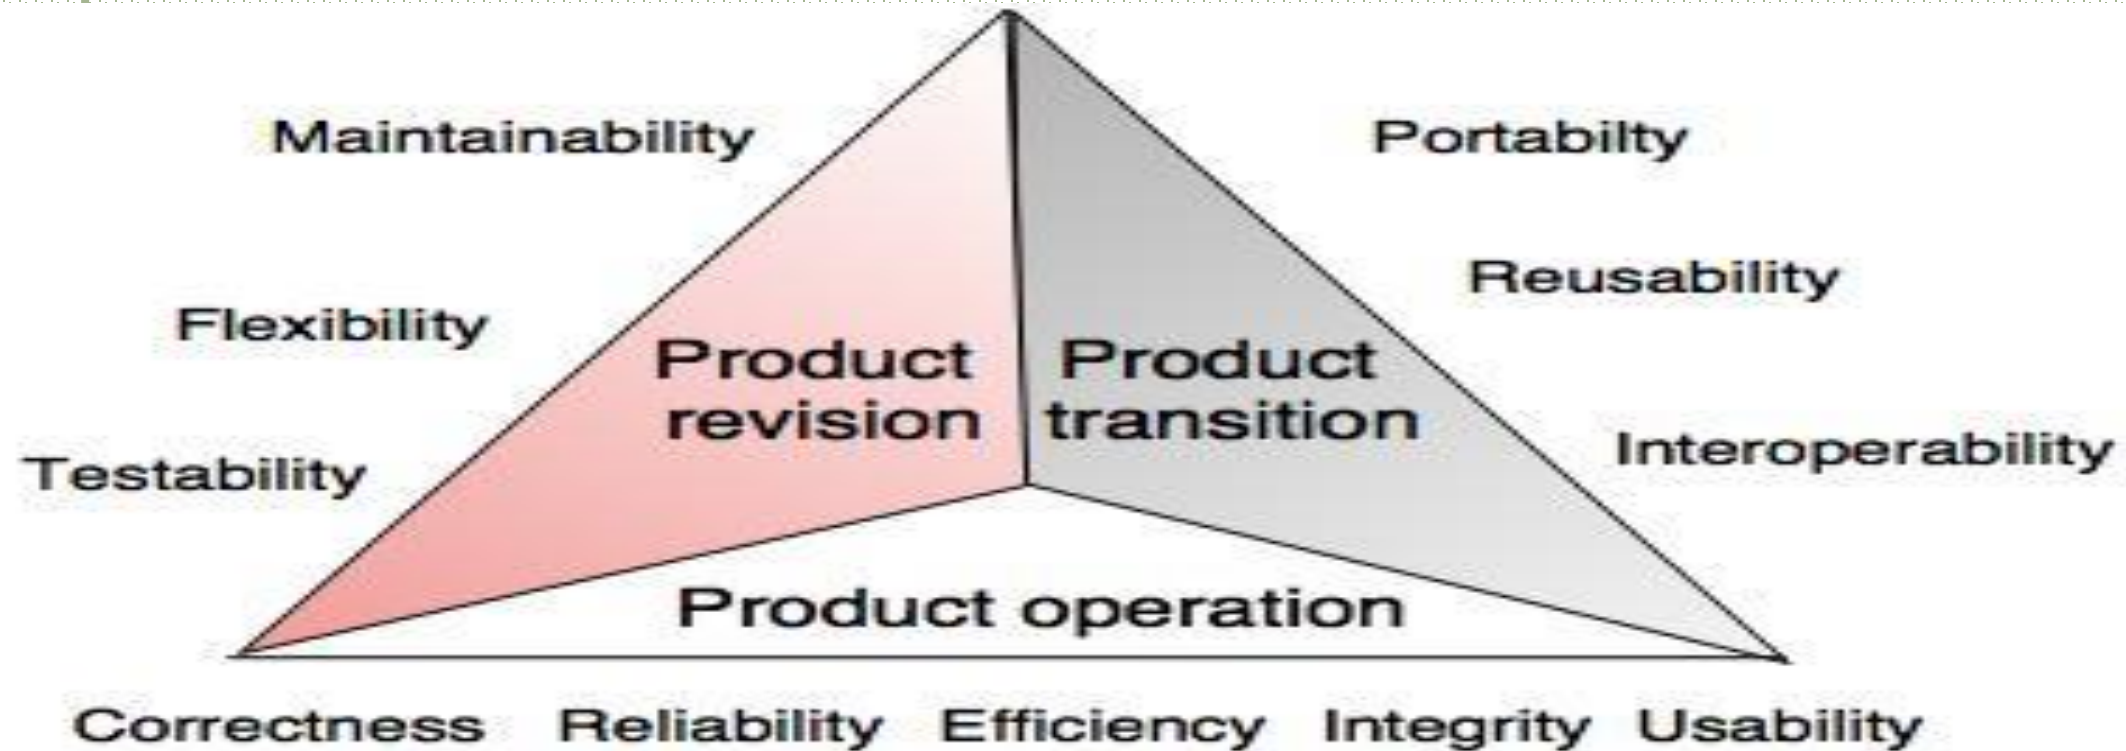 Maintainability
Portabilty
Reusability
Flexibility
Product
revision
Product
transition
Testability
Interoperability
Product operation
Correctness Reliability Efficiency Integrity Usability